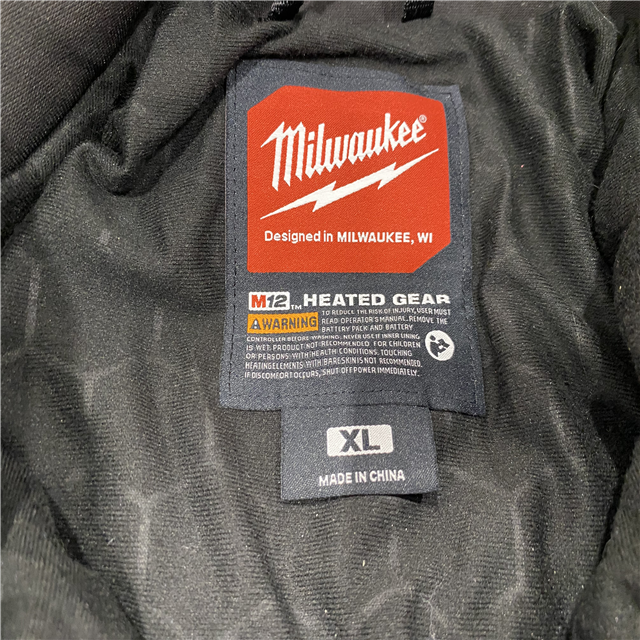 Milwaukee®
Designed in MILWAUKEE, WI
M12™ HEATED GEAR
WARNING TO REDUCE THE RISK OF INJURY, USER MUST
READ OPERATOR'S MANUAL. REMOVE THE
BATTERY PACK AND BATTERY
CONTROLLER BEFORE WASHING. NEVER USE IF INNER LINING
IS WET. PRODUCT NOT RECOMMENDED FOR CHILDREN
OR PERSONS WITH HEALTH CONDITIONS. TOUCHING
HEATING ELEMENTS WITH BARE SKIN IS NOT RECOMMENDED.
IF DISCOMFORT OCCURS, SHUT OFF POWER IMMEDIATELY.
XL
MADE IN CHINA